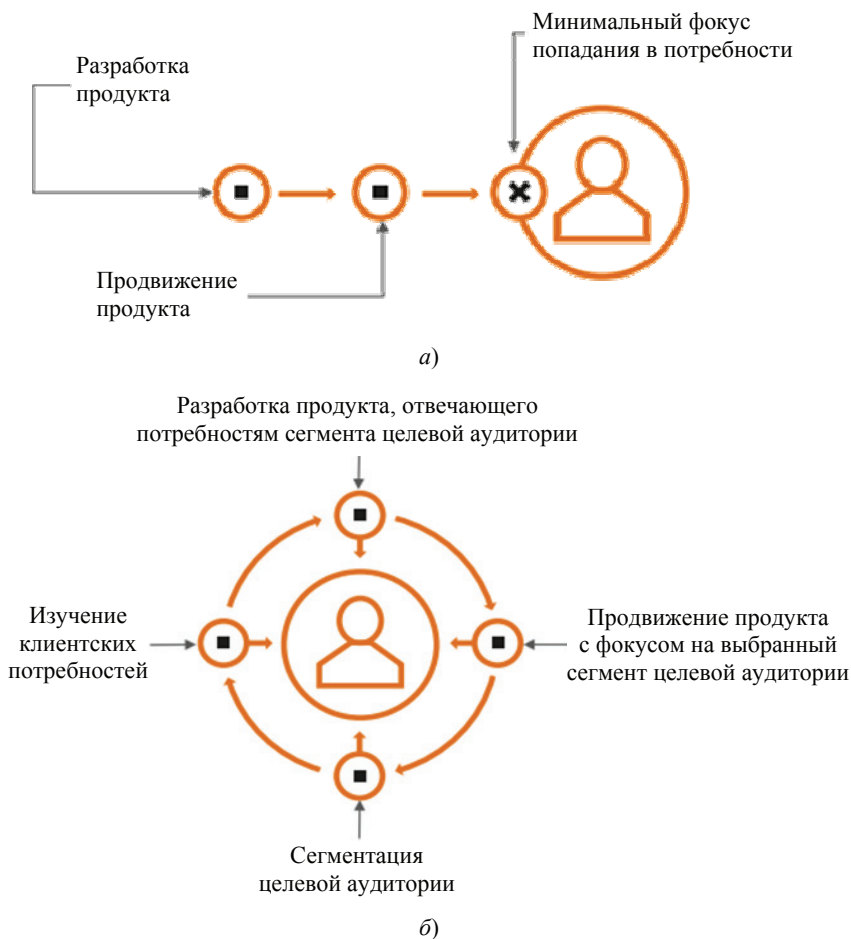 Минимальный фокус
попадания в потребности
Разработка
продукта
Продвижение
продукта
а)
Разработка продукта, отвечающего
потребностям сегмента целевой аудитории
Изучение
клиентских
потребностей
Продвижение продукта
с фокусом на выбранный
сегмент целевой аудитории
Сегментация
целевой аудитории
б)